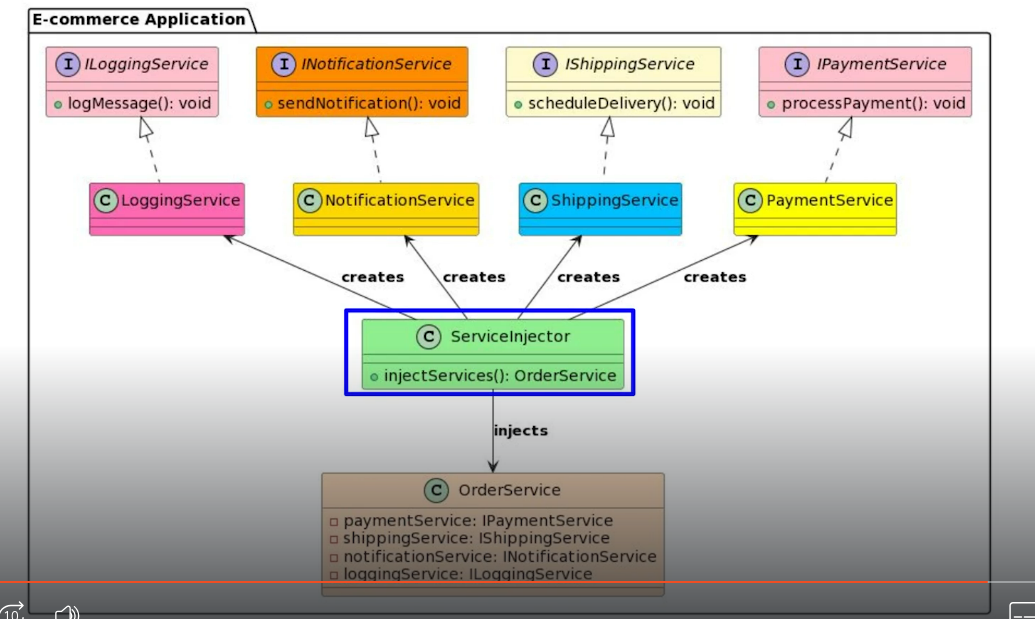 E-commerce Application
I ILoggingService
logMessage(): void
I INotificationService
sendNotification(): void
I IShippingService
scheduleDelivery(): void
I IPaymentService
processPayment(): void
C LoggingService
C NotificationService
C ShippingService
C PaymentService
creates
creates
creates
creates
C ServiceInjector
injectServices(): OrderService
injects
C OrderService
paymentService: IPaymentService
shippingService: IShippingService
notificationService: INotificationService
loggingService: ILoggingService
10